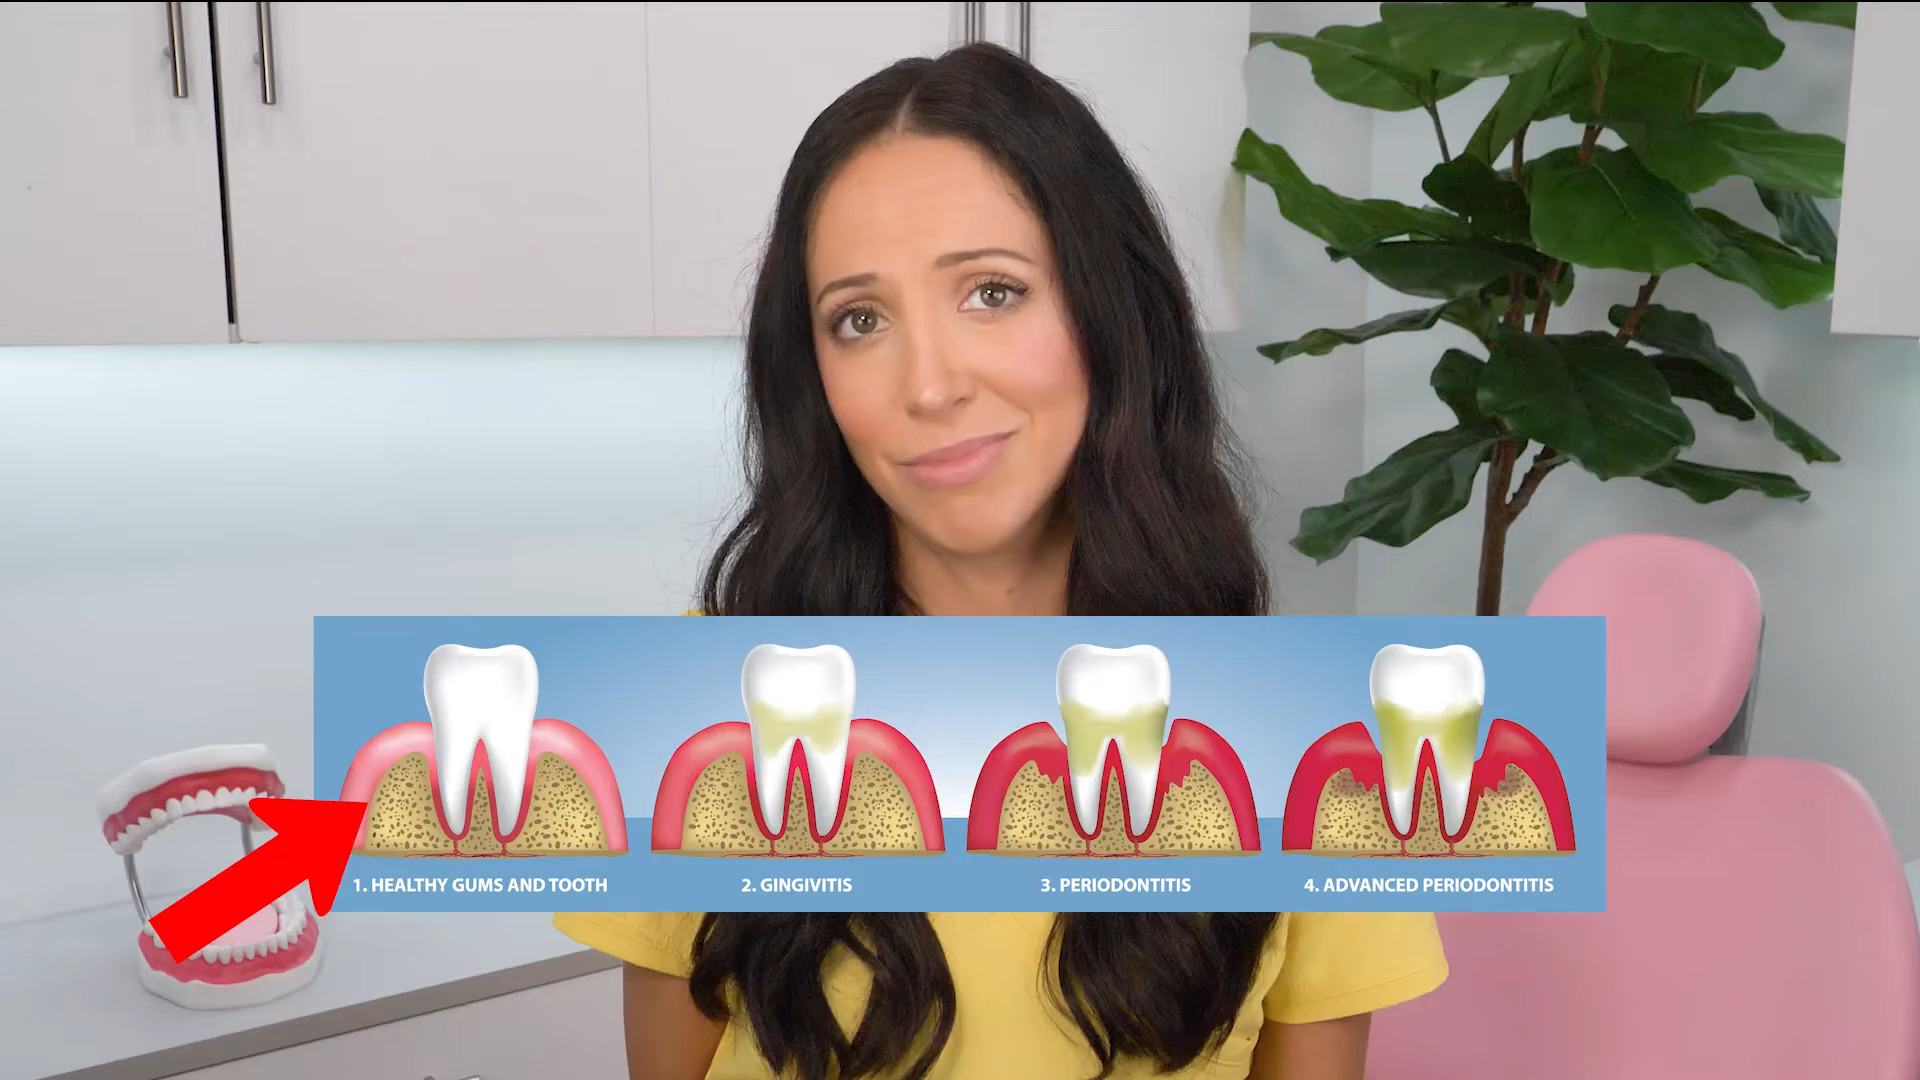 1. HEALTHY GUMS AND TOOTH
2. GINGIVITIS
3. PERIODONTITIS
4. ADVANCED PERIODONTITIS